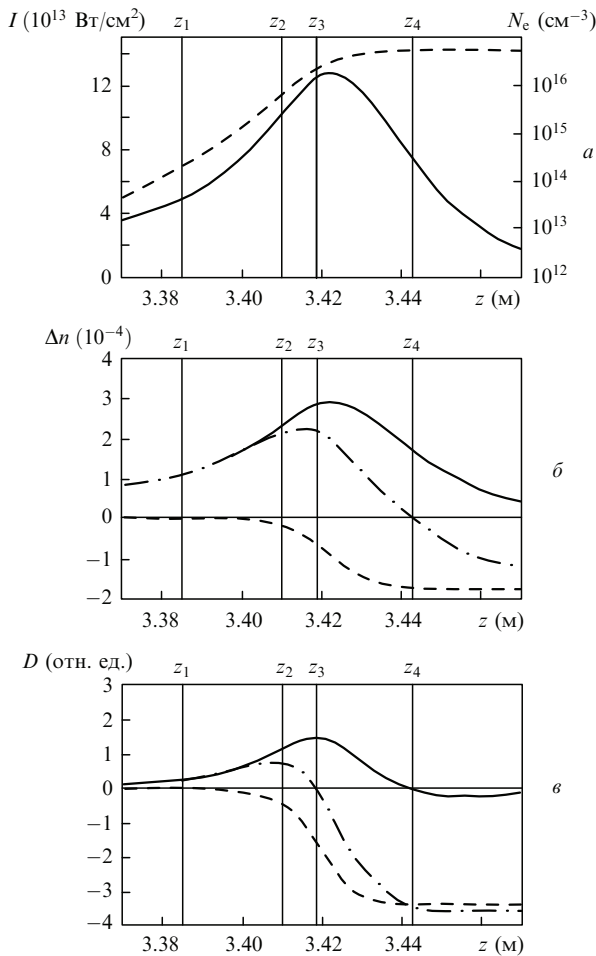 I (10¹³ Вт/см²) z₁ z₂ z₃ z₄ Nₑ (см⁻³)
12 10¹⁶
8 10¹⁵
10¹⁴ а
4 10¹³
0 10¹²
3.38 3.40 3.42 3.44 z (м)
Δn (10⁻⁴) z₁ z₂ z₃ z₄
4
3
2
1 б
0
−1
−2
3.38 3.40 3.42 3.44 z (м)
D (отн. ед.) z₁ z₂ z₃ z₄
3
2
1
0 в
−1
−2
−3
−4
3.38 3.40 3.42 3.44 z (м)